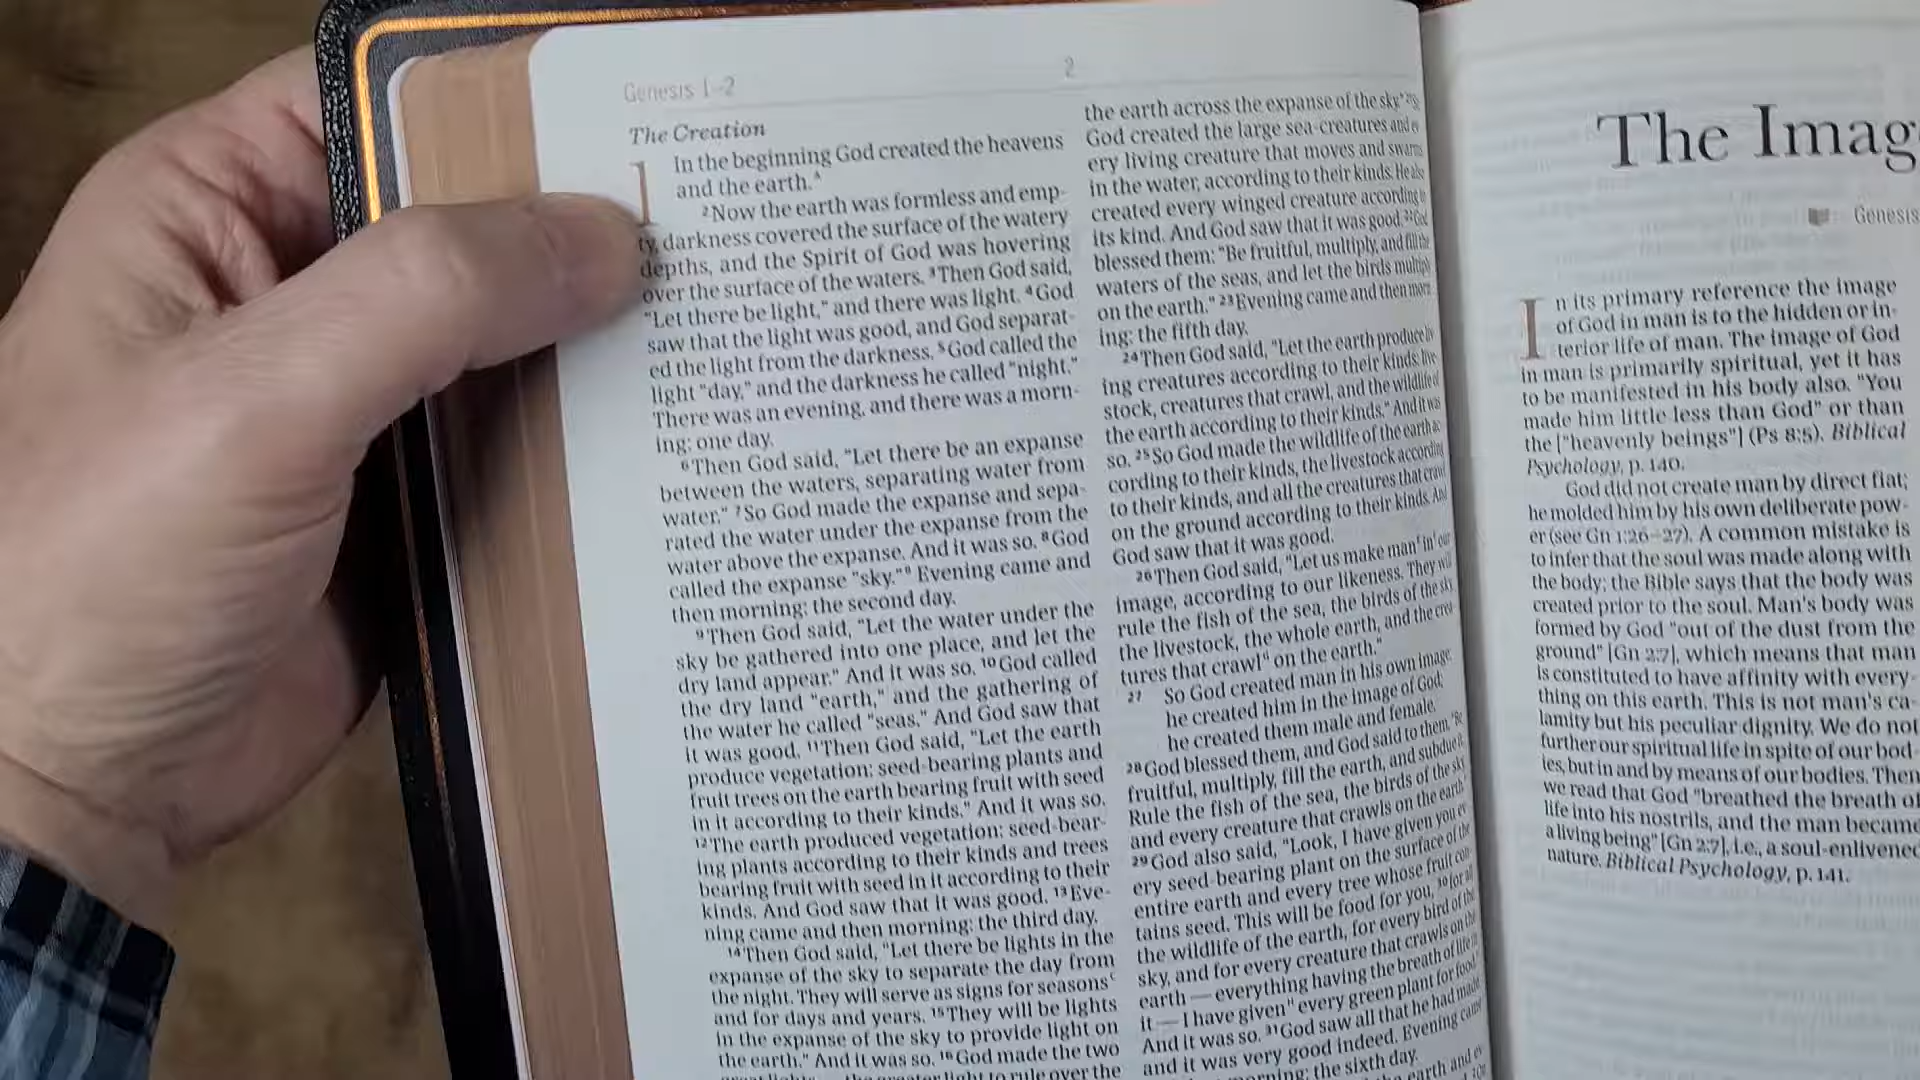 Genesis 1–2
2
The Creation
1 In the beginning God created the heavens
and the earth.ᴬ
²Now the earth was formless and emp-
ty, darkness covered the surface of the watery
depths, and the Spirit of God was hovering
over the surface of the waters. ³Then God said,
"Let there be light," and there was light. ⁴God
saw that the light was good, and God separat-
ed the light from the darkness. ⁵God called the
light "day," and the darkness he called "night."
There was an evening, and there was a morn-
ing: one day.
⁶Then God said, "Let there be an expanse
between the waters, separating water from
water." ⁷So God made the expanse and sepa-
rated the water under the expanse from the
water above the expanse. And it was so. ⁸God
called the expanse "sky."ᴮ Evening came and
then morning: the second day.
⁹Then God said, "Let the water under the
sky be gathered into one place, and let the
dry land appear." And it was so. ¹⁰God called
the dry land "earth," and the gathering of
the water he called "seas." And God saw that
it was good. ¹¹Then God said, "Let the earth
produce vegetation: seed-bearing plants and
fruit trees on the earth bearing fruit with seed
in it according to their kinds." And it was so.
¹²The earth produced vegetation: seed-bear-
ing plants according to their kinds and trees
bearing fruit with seed in it according to their
kinds. And God saw that it was good. ¹³Eve-
ning came and then morning: the third day.
¹⁴Then God said, "Let there be lights in the
expanse of the sky to separate the day from
the night. They will serve as signs for seasonsᶜ
and for days and years. ¹⁵They will be lights
in the expanse of the sky to provide light on
the earth." And it was so. ¹⁶God made the two
great lights — the greater light to rule over the
the earth across the expanse of the sky."
God created the large sea-creatures and
ery living creature that moves and swarms
in the water, according to their kinds. He also
created every winged creature according to
its kind. And God saw that it was good. ²²God
blessed them: "Be fruitful, multiply, and fill the
waters of the seas, and let the birds multiply
on the earth." ²³Evening came and then morn-
ing: the fifth day.
²⁴Then God said, "Let the earth produce liv-
ing creatures according to their kinds: live-
stock, creatures that crawl, and the wildlife of
the earth according to their kinds." And it was
so. ²⁵So God made the wildlife of the earth ac-
cording to their kinds, the livestock according
to their kinds, and all the creatures that crawl
on the ground according to their kinds. And
God saw that it was good.
²⁶Then God said, "Let us make man in our
image, according to our likeness. They will
rule the fish of the sea, the birds of the sky,
the livestock, the whole earth, and the crea-
tures that crawl on the earth."
²⁷ So God created man in his own image;
he created him in the image of God;
he created them male and female.
²⁸God blessed them, and God said to them, "Be
fruitful, multiply, fill the earth, and subdue it.
Rule the fish of the sea, the birds of the sky,
and every creature that crawls on the earth."
²⁹God also said, "Look, I have given you ev-
ery seed-bearing plant on the surface of the
entire earth and every tree whose fruit con-
tains seed. This will be food for you, ³⁰for all
the wildlife of the earth, for every bird of the
sky, and for every creature that crawls on the
earth — everything having the breath of life in
it — I have given every green plant for food."
And it was so. ³¹God saw all that he had made,
and it was very good indeed. Evening came
morning: the sixth day.
the earth and
The Imag
Genesis
In its primary reference the image
of God in man is to the hidden or in-
terior life of man. The image of God
in man is primarily spiritual, yet it has
to be manifested in his body also. "You
made him little less than God" or than
the ["heavenly beings"] (Ps 8:5). Biblical
Psychology, p. 140.
God did not create man by direct fiat;
he molded him by his own deliberate pow-
er (see Gn 1:26–27). A common mistake is
to infer that the soul was made along with
the body; the Bible says that the body was
created prior to the soul. Man's body was
formed by God "out of the dust from the
ground" [Gn 2:7], which means that man
is constituted to have affinity with every-
thing on this earth. This is not man's ca-
lamity but his peculiar dignity. We do not
further our spiritual life in spite of our bod-
ies, but in and by means of our bodies. Then
we read that God "breathed the breath of
life into his nostrils, and the man became
a living being" [Gn 2:7], i.e., a soul-enlivened
nature. Biblical Psychology, p. 141.